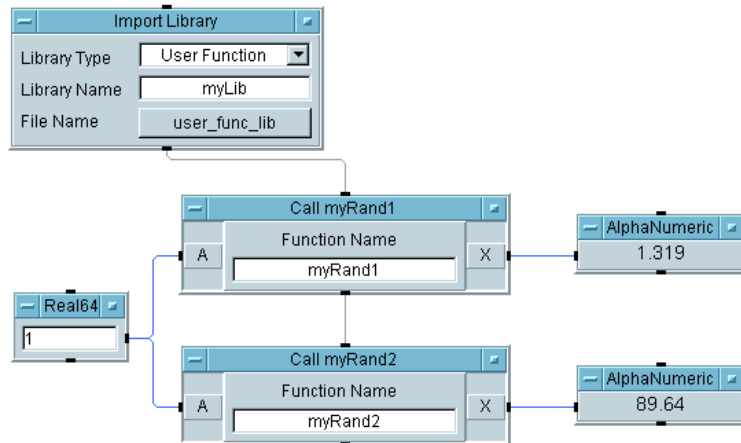 Import Library
Library Type User Function
Library Name myLib
File Name user_func_lib
Call myRand1
Function Name
A X
myRand1
AlphaNumeric
1.319
Real64
1
Call myRand2
Function Name
A X
myRand2
AlphaNumeric
89.64